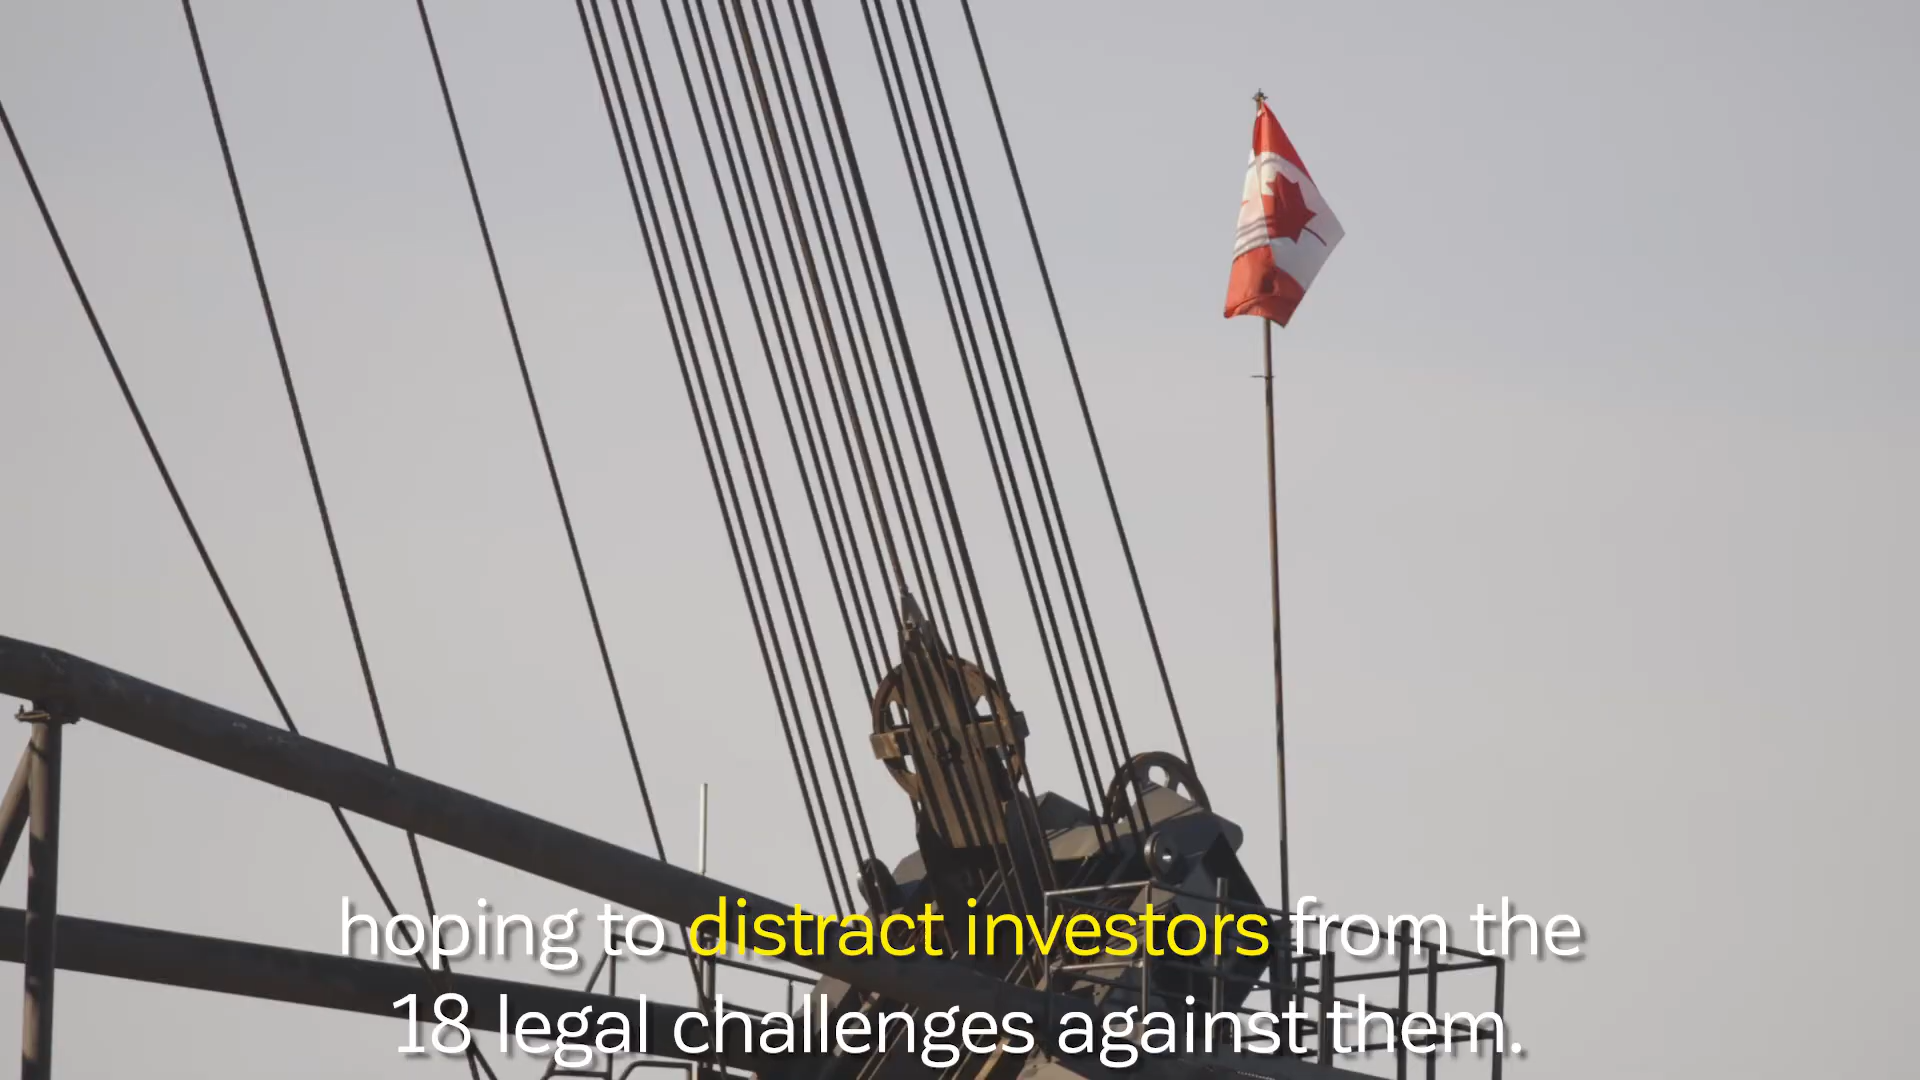 hoping to distract investors from the
18 legal challenges against them.